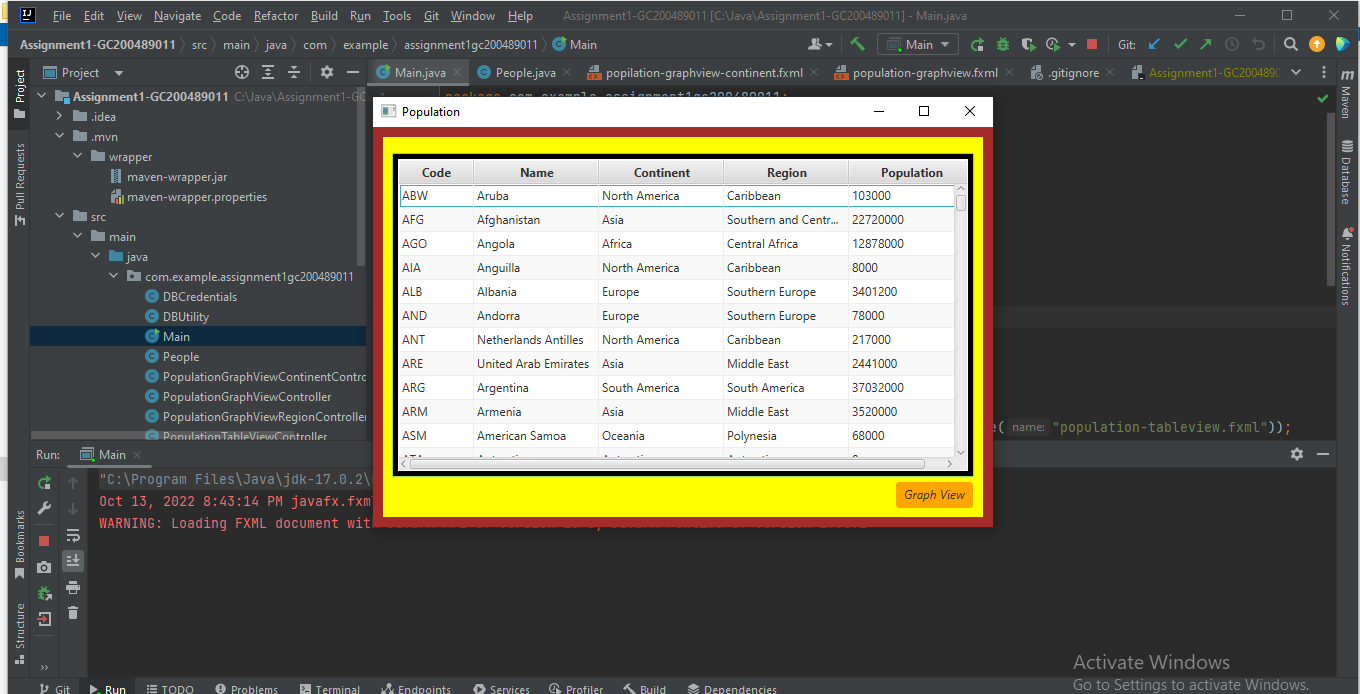 File Edit View Navigate Code Refactor Build Run Tools Git Window Help Assignment1-GC200489011 [C:\Java\Assignment1-GC200489011] - Main.java
Assignment1-GC200489011 src main java com example assignment1gc200489011 Main
Main
Git:
Project
Main.java People.java popilation-graphview-continent.fxml population-graphview.fxml .gitignore
Assignment1-GC200489011 C:\Java\Assignment1-GC
.idea
.mvn
wrapper
maven-wrapper.jar
maven-wrapper.properties
src
main
java
com.example.assignment1gc200489011
DBCredentials
DBUtility
Main
People
PopulationGraphViewContinentContro
PopulationGraphViewController
PopulationGraphViewRegionController
PopulationTableViewController
Project
Pull Requests
Bookmarks
Structure
Maven
Database
Notifications
Population
Code Name Continent Region Population
ABW Aruba North America Caribbean 103000
AFG Afghanistan Asia Southern and Centr... 22720000
AGO Angola Africa Central Africa 12878000
AIA Anguilla North America Caribbean 8000
ALB Albania Europe Southern Europe 3401200
AND Andorra Europe Southern Europe 78000
ANT Netherlands Antilles North America Caribbean 217000
ARE United Arab Emirates Asia Middle East 2441000
ARG Argentina South America South America 37032000
ARM Armenia Asia Middle East 3520000
ASM American Samoa Oceania Polynesia 68000
Graph View
name: "population-tableview.fxml"));
Run: Main
"C:\Program Files\Java\jdk-17.0.2\
Oct 13, 2022 8:43:14 PM javafx.fxml
WARNING: Loading FXML document with
Activate Windows
Go to Settings to activate Windows.
Git Run TODO Problems Terminal Endpoints Services Profiler Build Dependencies